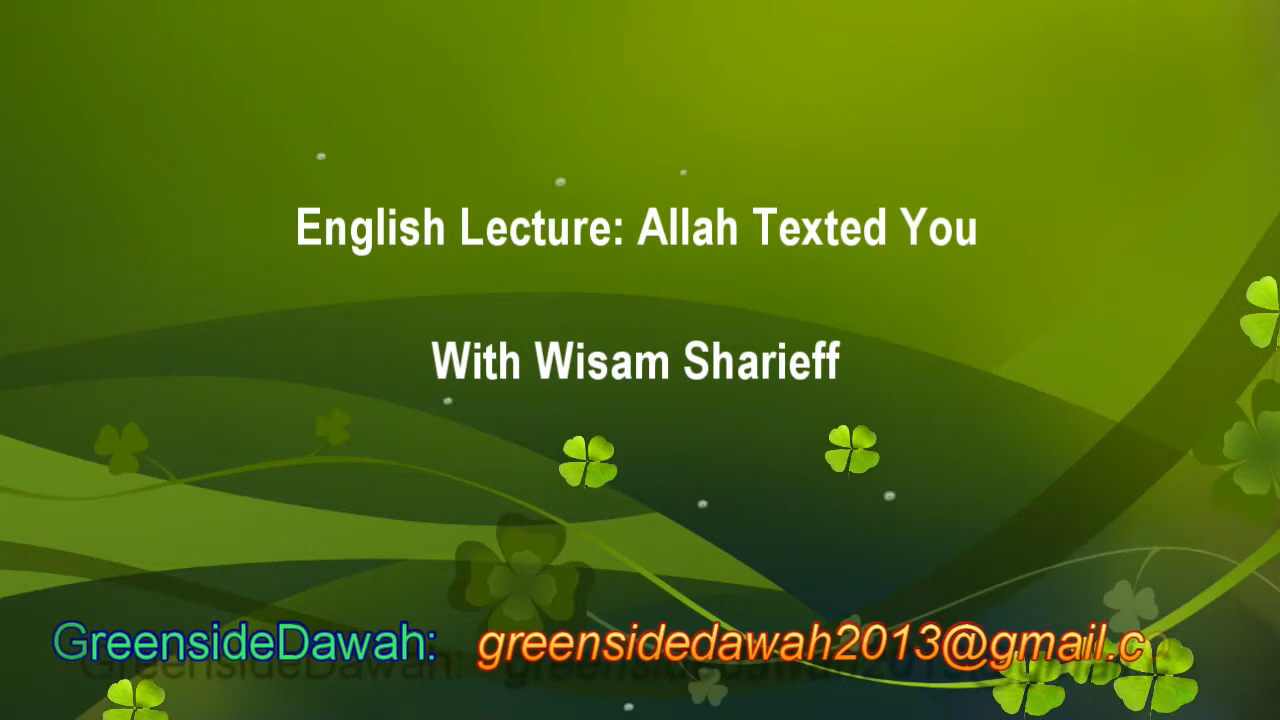 English Lecture: Allah Texted You
With Wisam Sharieff
GreensideDawah: greensidedawah2013@gmail.c